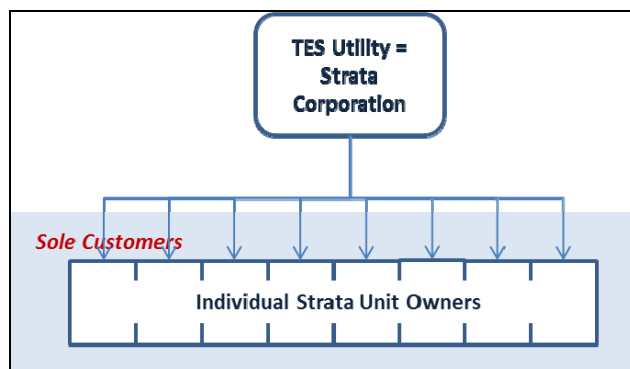 TES Utility =
Strata
Corporation
Sole Customers
Individual Strata Unit Owners